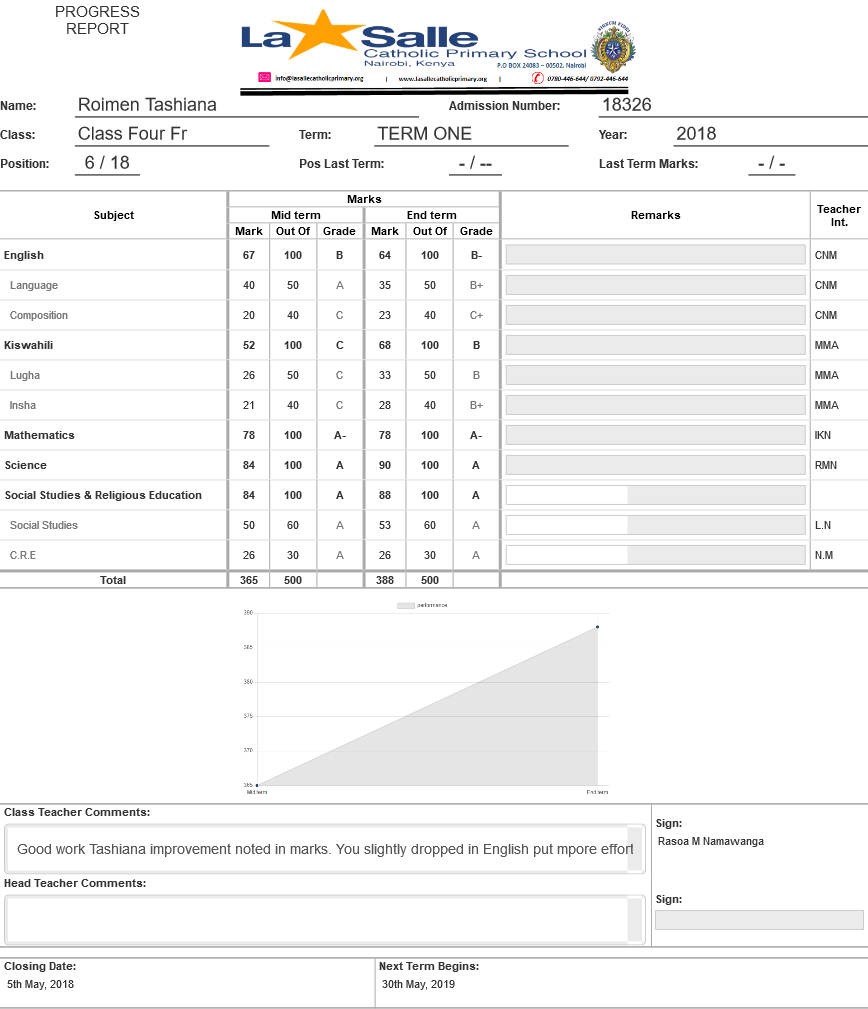 PROGRESS
REPORT
La Salle
Catholic Primary School
Nairobi, Kenya
P.O BOX 24083 – 00502, Nairobi
info@lasallecatholicprimary.org | www.lasallecatholicprimary.org | 0780-446-644/ 0792-446-644
Name: Roimen Tashiana Admission Number: 18326
Class: Class Four Fr Term: TERM ONE Year: 2018
Position: 6 / 18 Pos Last Term: - / -- Last Term Marks: - / -
Subject Marks Remarks Teacher Int.
Mid term End term
Mark Out Of Grade Mark Out Of Grade
English 67 100 B 64 100 B- CNM
Language 40 50 A 35 50 B+ CNM
Composition 20 40 C 23 40 C+ CNM
Kiswahili 52 100 C 68 100 B MMA
Lugha 26 50 C 33 50 B MMA
Insha 21 40 C 28 40 B+ MMA
Mathematics 78 100 A- 78 100 A- IKN
Science 84 100 A 90 100 A RMN
Social Studies & Religious Education 84 100 A 88 100 A
Social Studies 50 60 A 53 60 A L.N
C.R.E 26 30 A 26 30 A N.M
Total 365 500 388 500
performance
390
385
380
375
370
365
Mid term End term
Class Teacher Comments:
Good work Tashiana improvement noted in marks. You slightly dropped in English put mpore effort
Sign:
Rasoa M Namawanga
Head Teacher Comments:
Sign:
Closing Date: Next Term Begins:
5th May, 2018 30th May, 2019